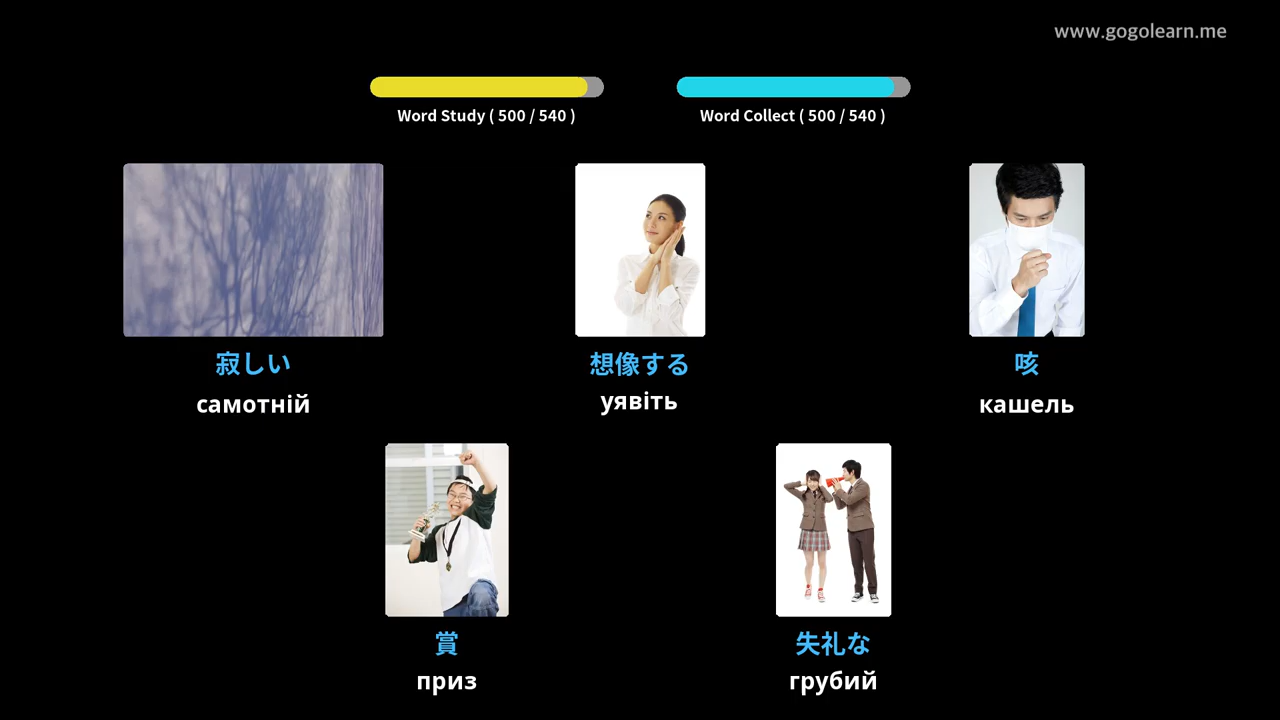 www.gogolearn.me
Word Study ( 500 / 540 )
Word Collect ( 500 / 540 )
寂しい
самотній
想像する
уявіть
咳
кашель
賞
приз
失礼な
грубий